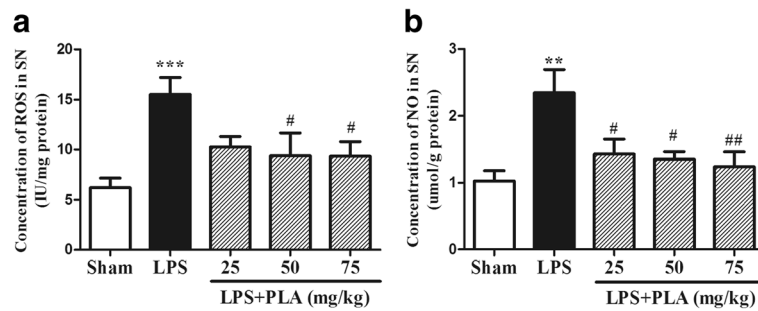 a
Concentration of ROS in SN
(IU/mg protein)
20
15
10
5
0
***
#
#
Sham
LPS
25
50
75
LPS+PLA (mg/kg)
b
Concentration of NO in SN
(umol/g protein)
3
2
1
0
**
#
#
##
Sham
LPS
25
50
75
LPS+PLA (mg/kg)